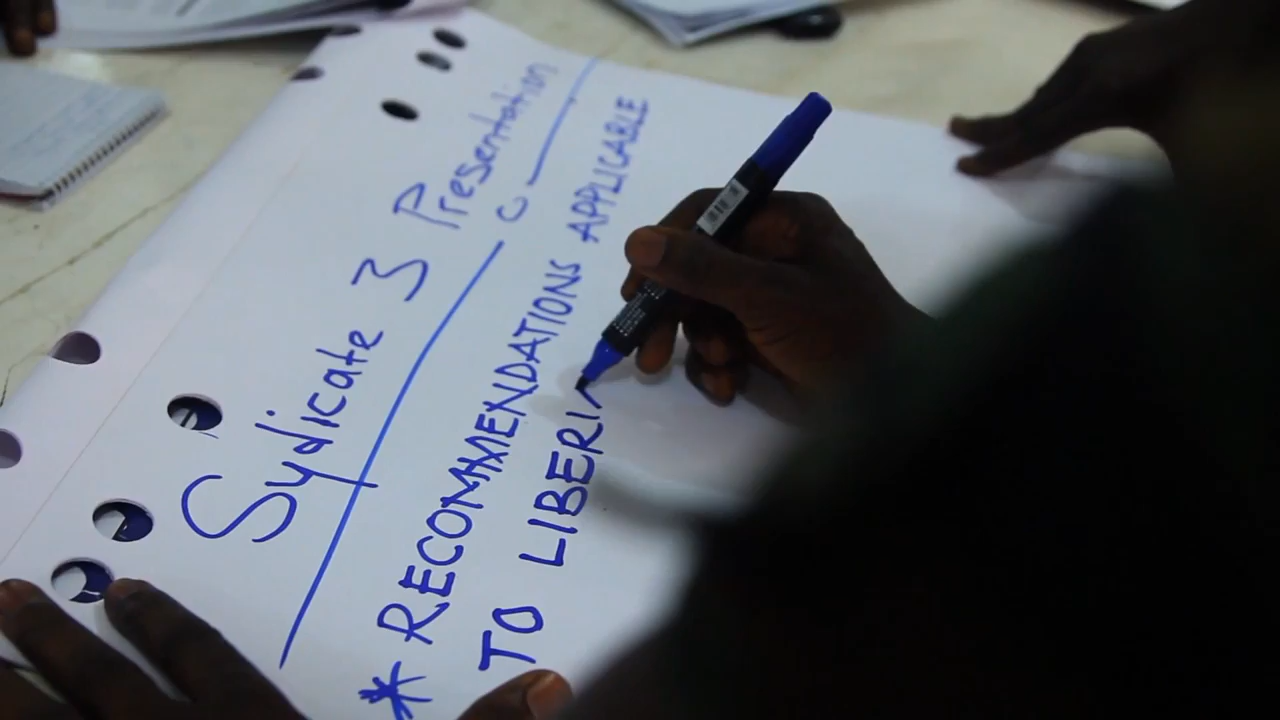 Sydicate 3 Presentation
* RECOMMENDATIONS APPLICABLE
TO LIBERI